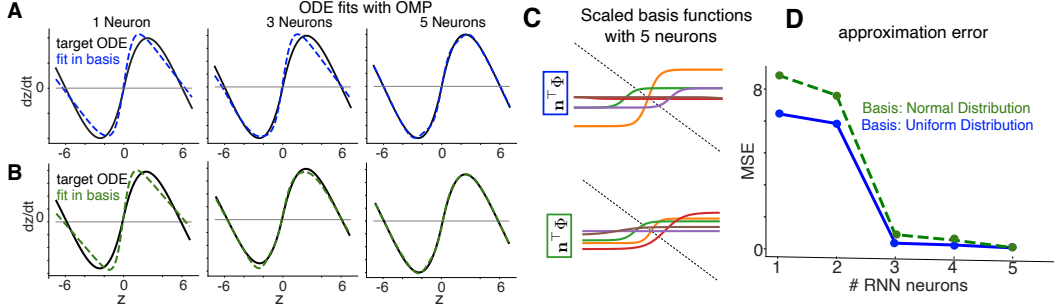 A
ODE fits with OMP
1 Neuron
3 Neurons
5 Neurons
target ODE
fit in basis
dz/dt
0
-6
0
6
-6
0
6
-6
0
6
B
target ODE
fit in basis
dz/dt
0
-6
0
6
-6
0
6
-6
0
6
z
z
z
C
Scaled basis functions
with 5 neurons
n⊤Φ
n⊤Φ
D
approximation error
Basis: Normal Distribution
Basis: Uniform Distribution
MSE
8
0
1
2
3
4
5
# RNN neurons